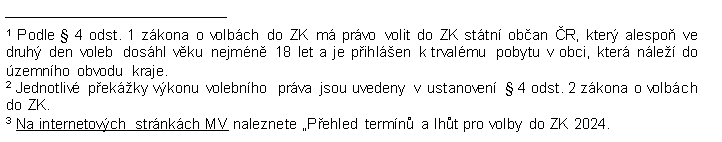 ¹ Podle § 4 odst. 1 zákona o volbách do ZK má právo volit do ZK státní občan ČR, který alespoň ve
druhý den voleb dosáhl věku nejméně 18 let a je přihlášen k trvalému pobytu v obci, která náleží do
územního obvodu kraje.
² Jednotlivé překážky výkonu volebního práva jsou uvedeny v ustanovení § 4 odst. 2 zákona o volbách
do ZK.
³ Na internetových stránkách MV naleznete „Přehled termínů a lhůt pro volby do ZK 2024.